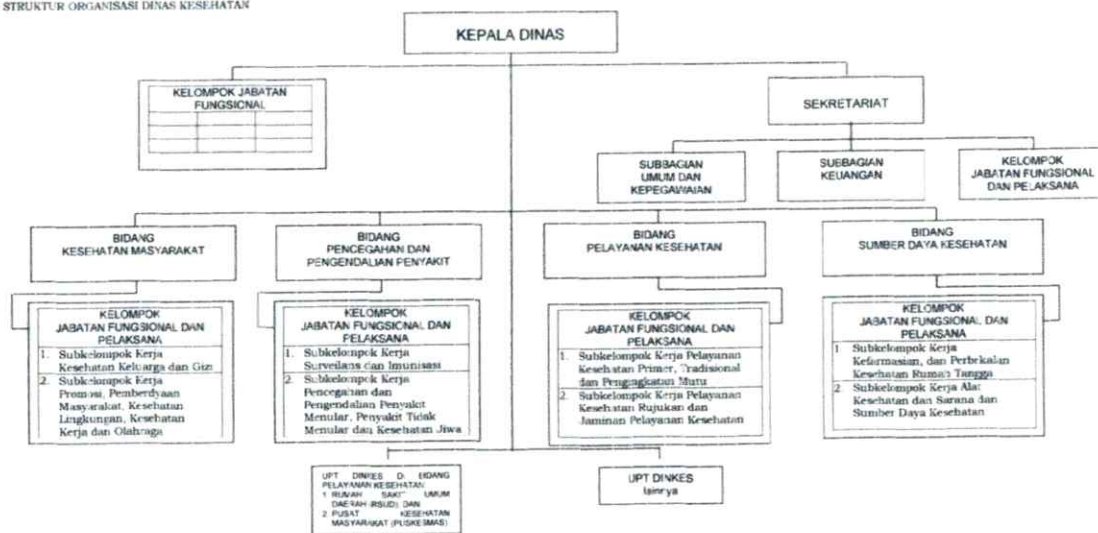 STRUKTUR ORGANISASI DINAS KESEHATAN
KEPALA DINAS
KELOMPOK JABATAN
FUNGSIONAL
SEKRETARIAT
SUBBAGIAN
UMUM DAN
KEPEGAWAIAN
SUBBAGIAN
KEUANGAN
KELOMPOK
JABATAN FUNGSIONAL
DAN PELAKSANA
BIDANG
KESEHATAN MASYARAKAT
BIDANG
PENCEGAHAN DAN
PENGENDALIAN PENYAKIT
BIDANG
PELAYANAN KESEHATAN
BIDANG
SUMBER DAYA KESEHATAN
KELOMPOK
JABATAN FUNGSIONAL DAN
PELAKSANA
1. Subkelompok Kerja
Kesehatan Keluarga dan Gizi
2. Subkelompok Kerja
Promosi, Pemberdyaan
Masyarakat, Kesehatan
Lingkungan, Kesehatan
Kerja dan Olahraga
KELOMPOK
JABATAN FUNGSIONAL DAN
PELAKSANA
1. Subkelompok Kerja
Surveilans dan Imunisasi
2. Subkelompok Kerja
Pencegahan dan
Pengendalian Penyakit
Menular, Penyakit Tidak
Menular dan Kesehatan Jiwa
KELOMPOK
JABATAN FUNGSIONAL DAN
PELAKSANA
1. Subkelompok Kerja Pelayanan
Kesehatan Primer, Tradisional
dan Pengingkatan Mutu
2. Subkelompok Kerja Pelayanan
Kesehatan Rujukan dan
Jaminan Pelayanan Kesehatan
KELOMPOK
JABATAN FUNGSIONAL DAN
PELAKSANA
1 Subkelompok Kerja
Kefarmasian, dan Perbekalan
Kesehatan Rumah Tangga
2 Subkelompok Kerja Alat
Kesehatan dan Sarana dan
Sumber Daya Kesehatan
UPT DINKES DI BIDANG
PELAYANAN KESEHATAN
1 RUMAH SAKIT UMUM
DAERAH (RSUD) DAN
2 PUSAT KESEHATAN
MASYARAKAT (PUSKESMAS)
UPT DINKES
lainnya